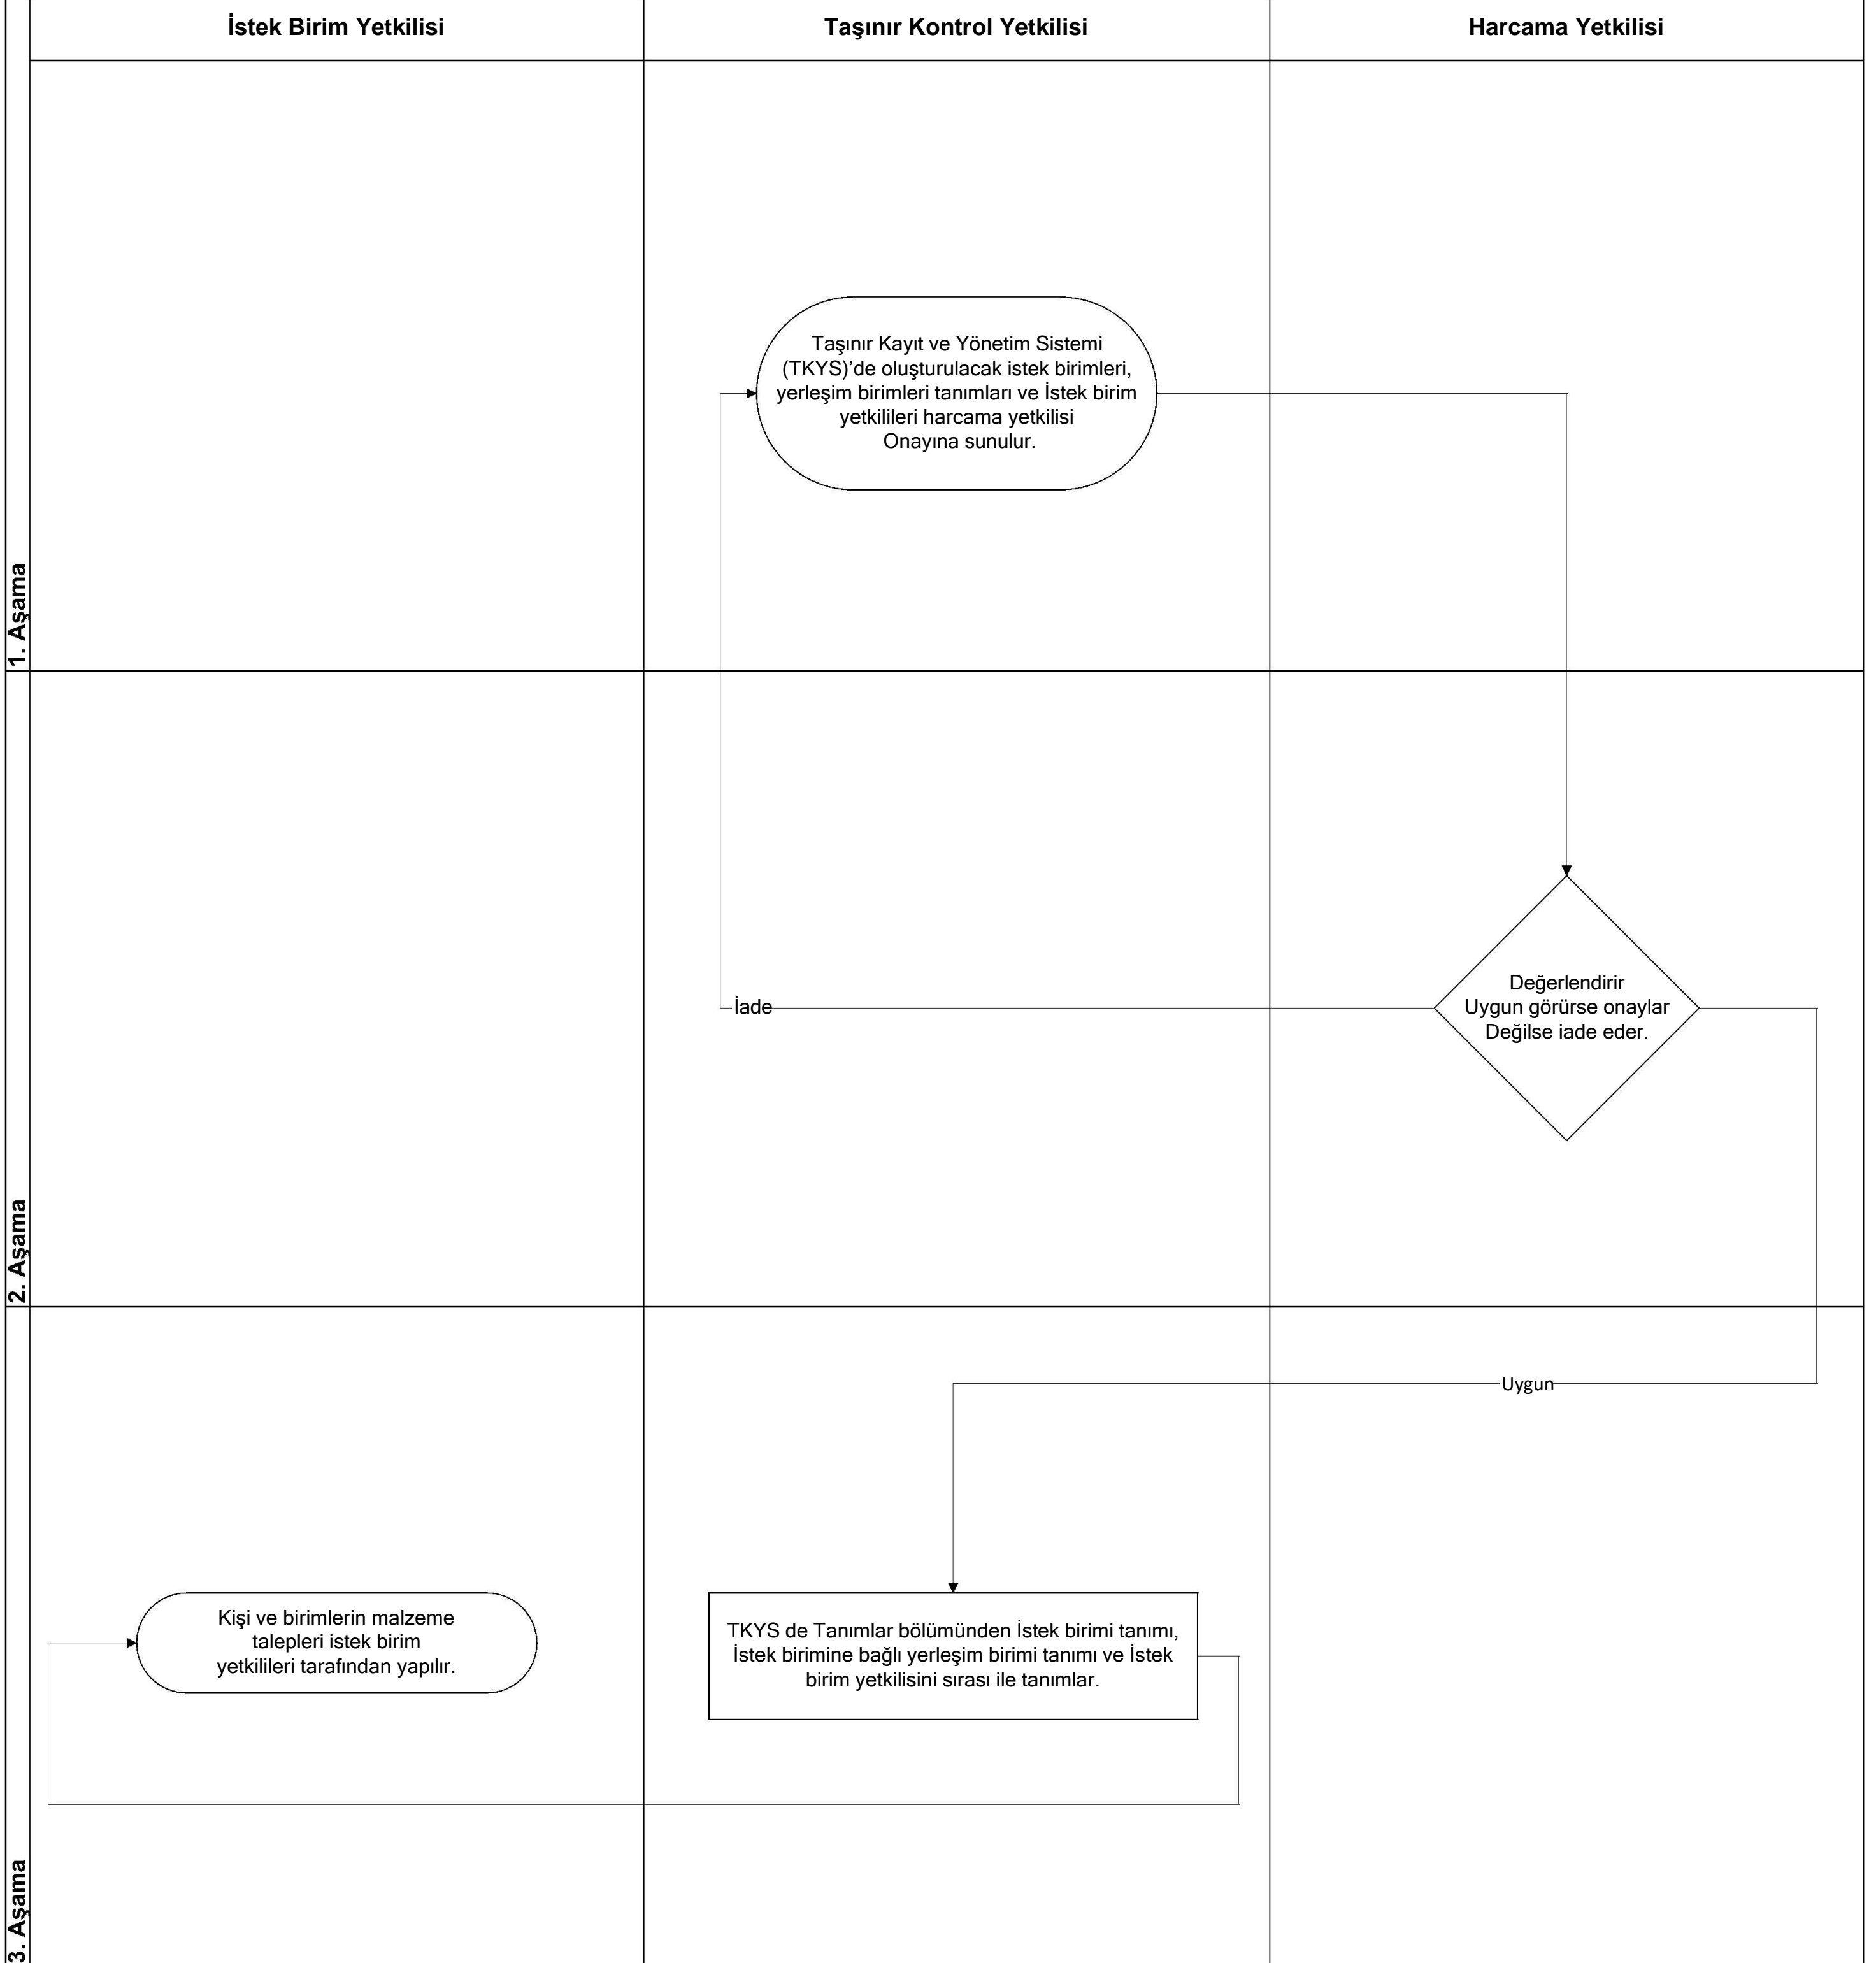 İstek Birim Yetkilisi
Taşınır Kontrol Yetkilisi
Harcama Yetkilisi
1. Aşama
Taşınır Kayıt ve Yönetim Sistemi
(TKYS)’de oluşturulacak istek birimleri,
yerleşim birimleri tanımları ve İstek birim
yetkilileri harcama yetkilisi
Onayına sunulur.
2. Aşama
Değerlendirir
Uygun görürse onaylar
Değilse iade eder.
İade
3. Aşama
Uygun
Kişi ve birimlerin malzeme
talepleri istek birim
yetkilileri tarafından yapılır.
TKYS de Tanımlar bölümünden İstek birimi tanımı,
İstek birimine bağlı yerleşim birimi tanımı ve İstek
birim yetkilisini sırası ile tanımlar.